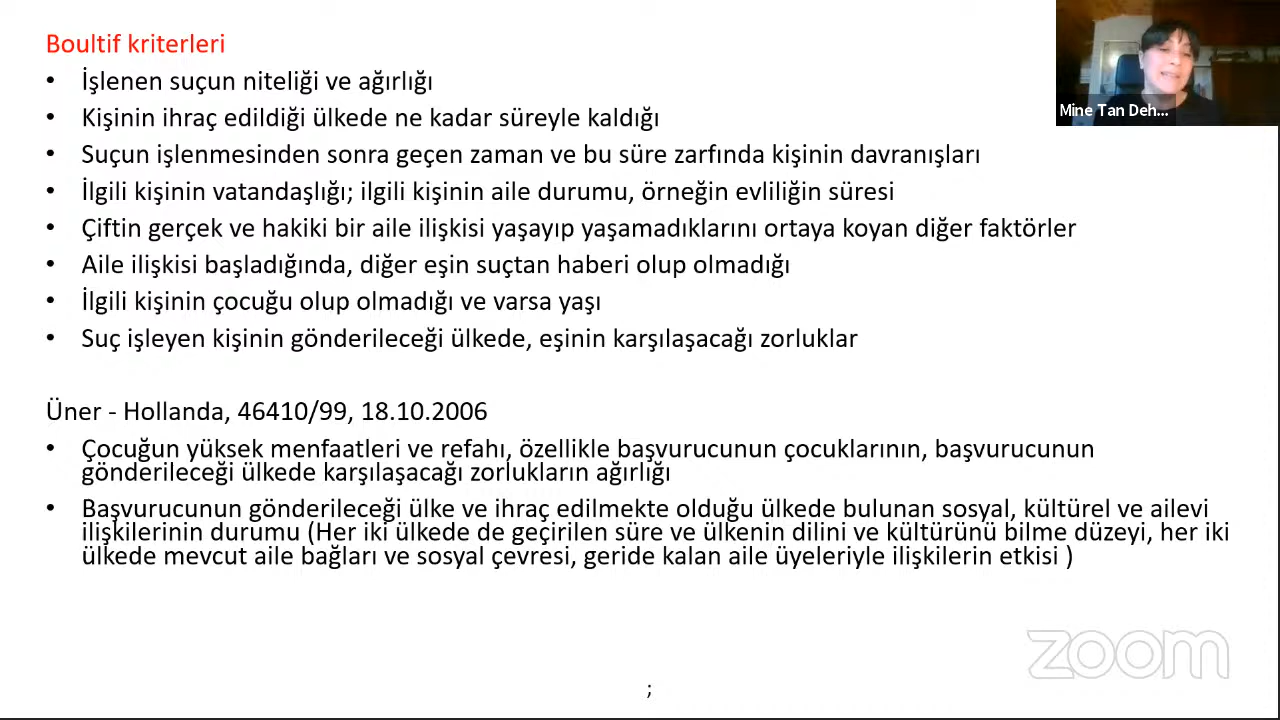 Boultif kriterleri
• İşlenen suçun niteliği ve ağırlığı
• Kişinin ihraç edildiği ülkede ne kadar süreyle kaldığı
• Suçun işlenmesinden sonra geçen zaman ve bu süre zarfında kişinin davranışları
• İlgili kişinin vatandaşlığı; ilgili kişinin aile durumu, örneğin evliliğin süresi
• Çiftin gerçek ve hakiki bir aile ilişkisi yaşayıp yaşamadıklarını ortaya koyan diğer faktörler
• Aile ilişkisi başladığında, diğer eşin suçtan haberi olup olmadığı
• İlgili kişinin çocuğu olup olmadığı ve varsa yaşı
• Suç işleyen kişinin gönderileceği ülkede, eşinin karşılaşacağı zorluklar
Üner - Hollanda, 46410/99, 18.10.2006
• Çocuğun yüksek menfaatleri ve refahı, özellikle başvurucunun çocuklarının, başvurucunun
gönderileceği ülkede karşılaşacağı zorlukların ağırlığı
• Başvurucunun gönderileceği ülke ve ihraç edilmekte olduğu ülkede bulunan sosyal, kültürel ve ailevi
ilişkilerinin durumu (Her iki ülkede de geçirilen süre ve ülkenin dilini ve kültürünü bilme düzeyi, her iki
ülkede mevcut aile bağları ve sosyal çevresi, geride kalan aile üyeleriyle ilişkilerin etkisi )
;
Mine Tan Deh...
zoom